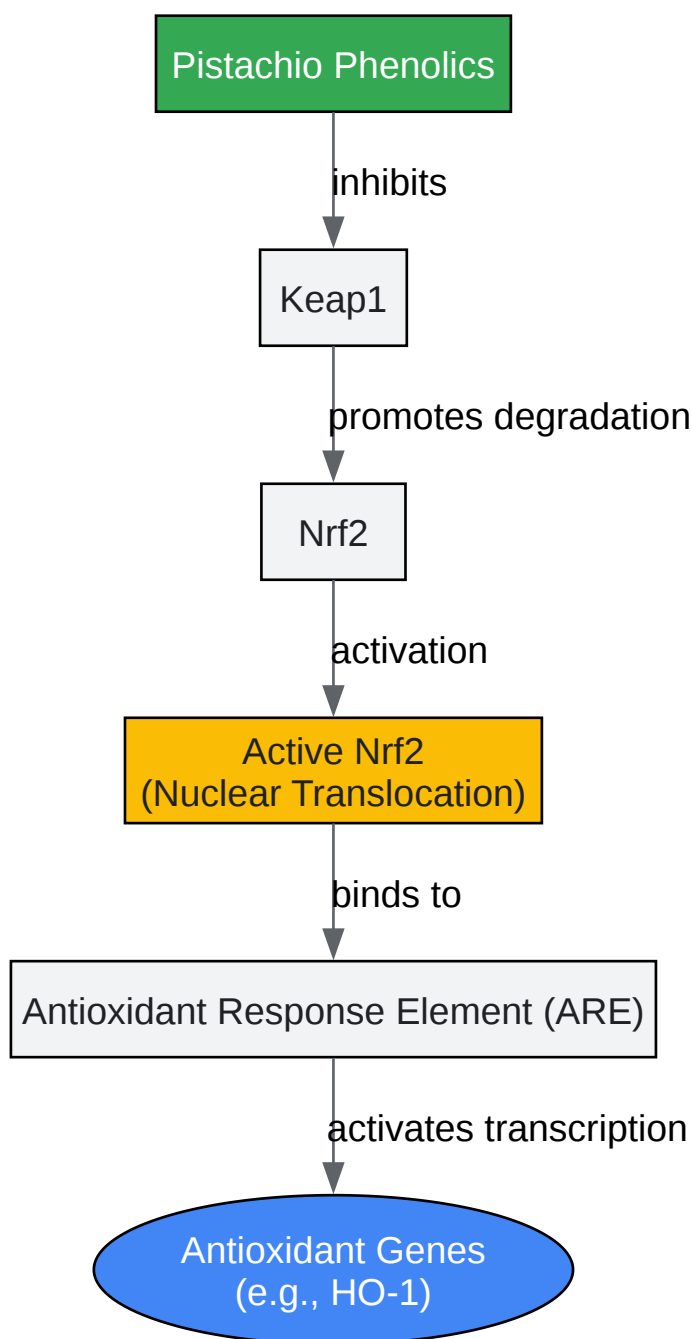 Pistachio Phenolics
inhibits
Keap1
promotes degradation
Nrf2
activation
Active Nrf2
(Nuclear Translocation)
binds to
Antioxidant Response Element (ARE)
activates transcription
Antioxidant Genes
(e.g., HO-1)